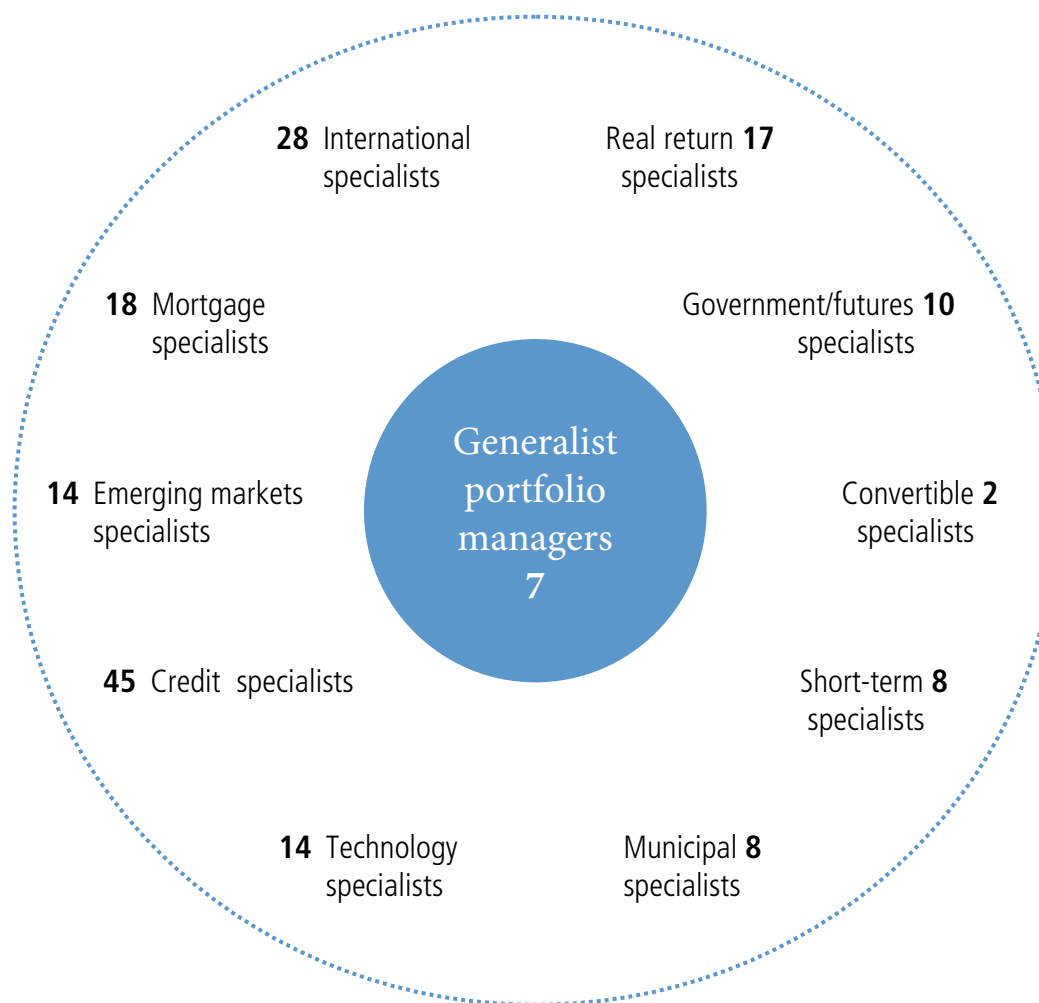 28 International
specialists
Real return 17
specialists
18 Mortgage
specialists
Government/futures 10
specialists
Generalist
portfolio
managers
7
14 Emerging markets
specialists
Convertible 2
specialists
45 Credit specialists
Short-term 8
specialists
14 Technology
specialists
Municipal 8
specialists